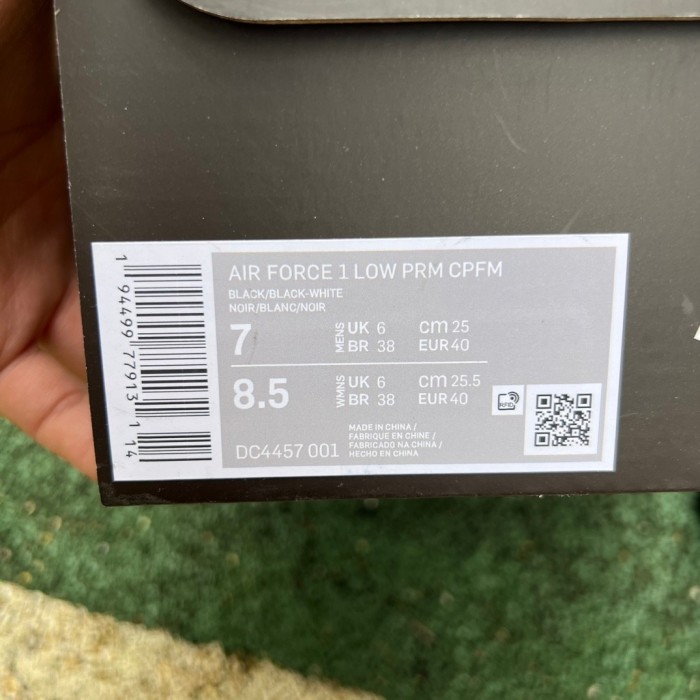 AIR FORCE 1 LOW PRM CPFM
BLACK/BLACK-WHITE
NOIR/BLANC/NOIR
7 MENS UK 6 cm 25
BR 38 EUR 40
8.5 WMNS UK 6 cm 25.5
BR 38 EUR 40
RFID
MADE IN CHINA /
FABRIQUE EN CHINE /
FABRICADO NA CHINA /
HECHO EN CHINA
DC4457 001
1 94499 77913 1 14